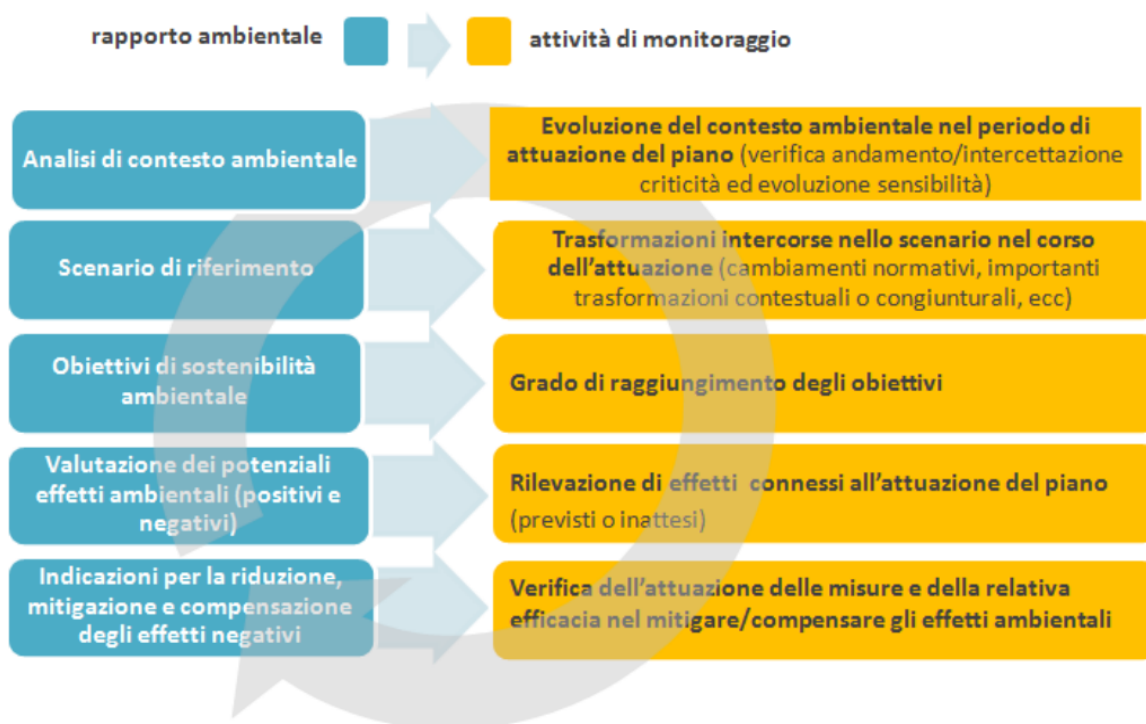 rapporto ambientale
attività di monitoraggio
Analisi di contesto ambientale
Evoluzione del contesto ambientale nel periodo di
attuazione del piano (verifica andamento/intercettazione
criticità ed evoluzione sensibilità)
Scenario di riferimento
Trasformazioni intercorse nello scenario nel corso
dell'attuazione (cambiamenti normativi, importanti
trasformazioni contestuali o congiunturali, ecc)
Obiettivi di sostenibilità
ambientale
Grado di raggiungimento degli obiettivi
Valutazione dei potenziali
effetti ambientali (positivi e
negativi)
Rilevazione di effetti connessi all'attuazione del piano
(previsti o inattesi)
Indicazioni per la riduzione,
mitigazione e compensazione
degli effetti negativi
Verifica dell'attuazione delle misure e della relativa
efficacia nel mitigare/compensare gli effetti ambientali